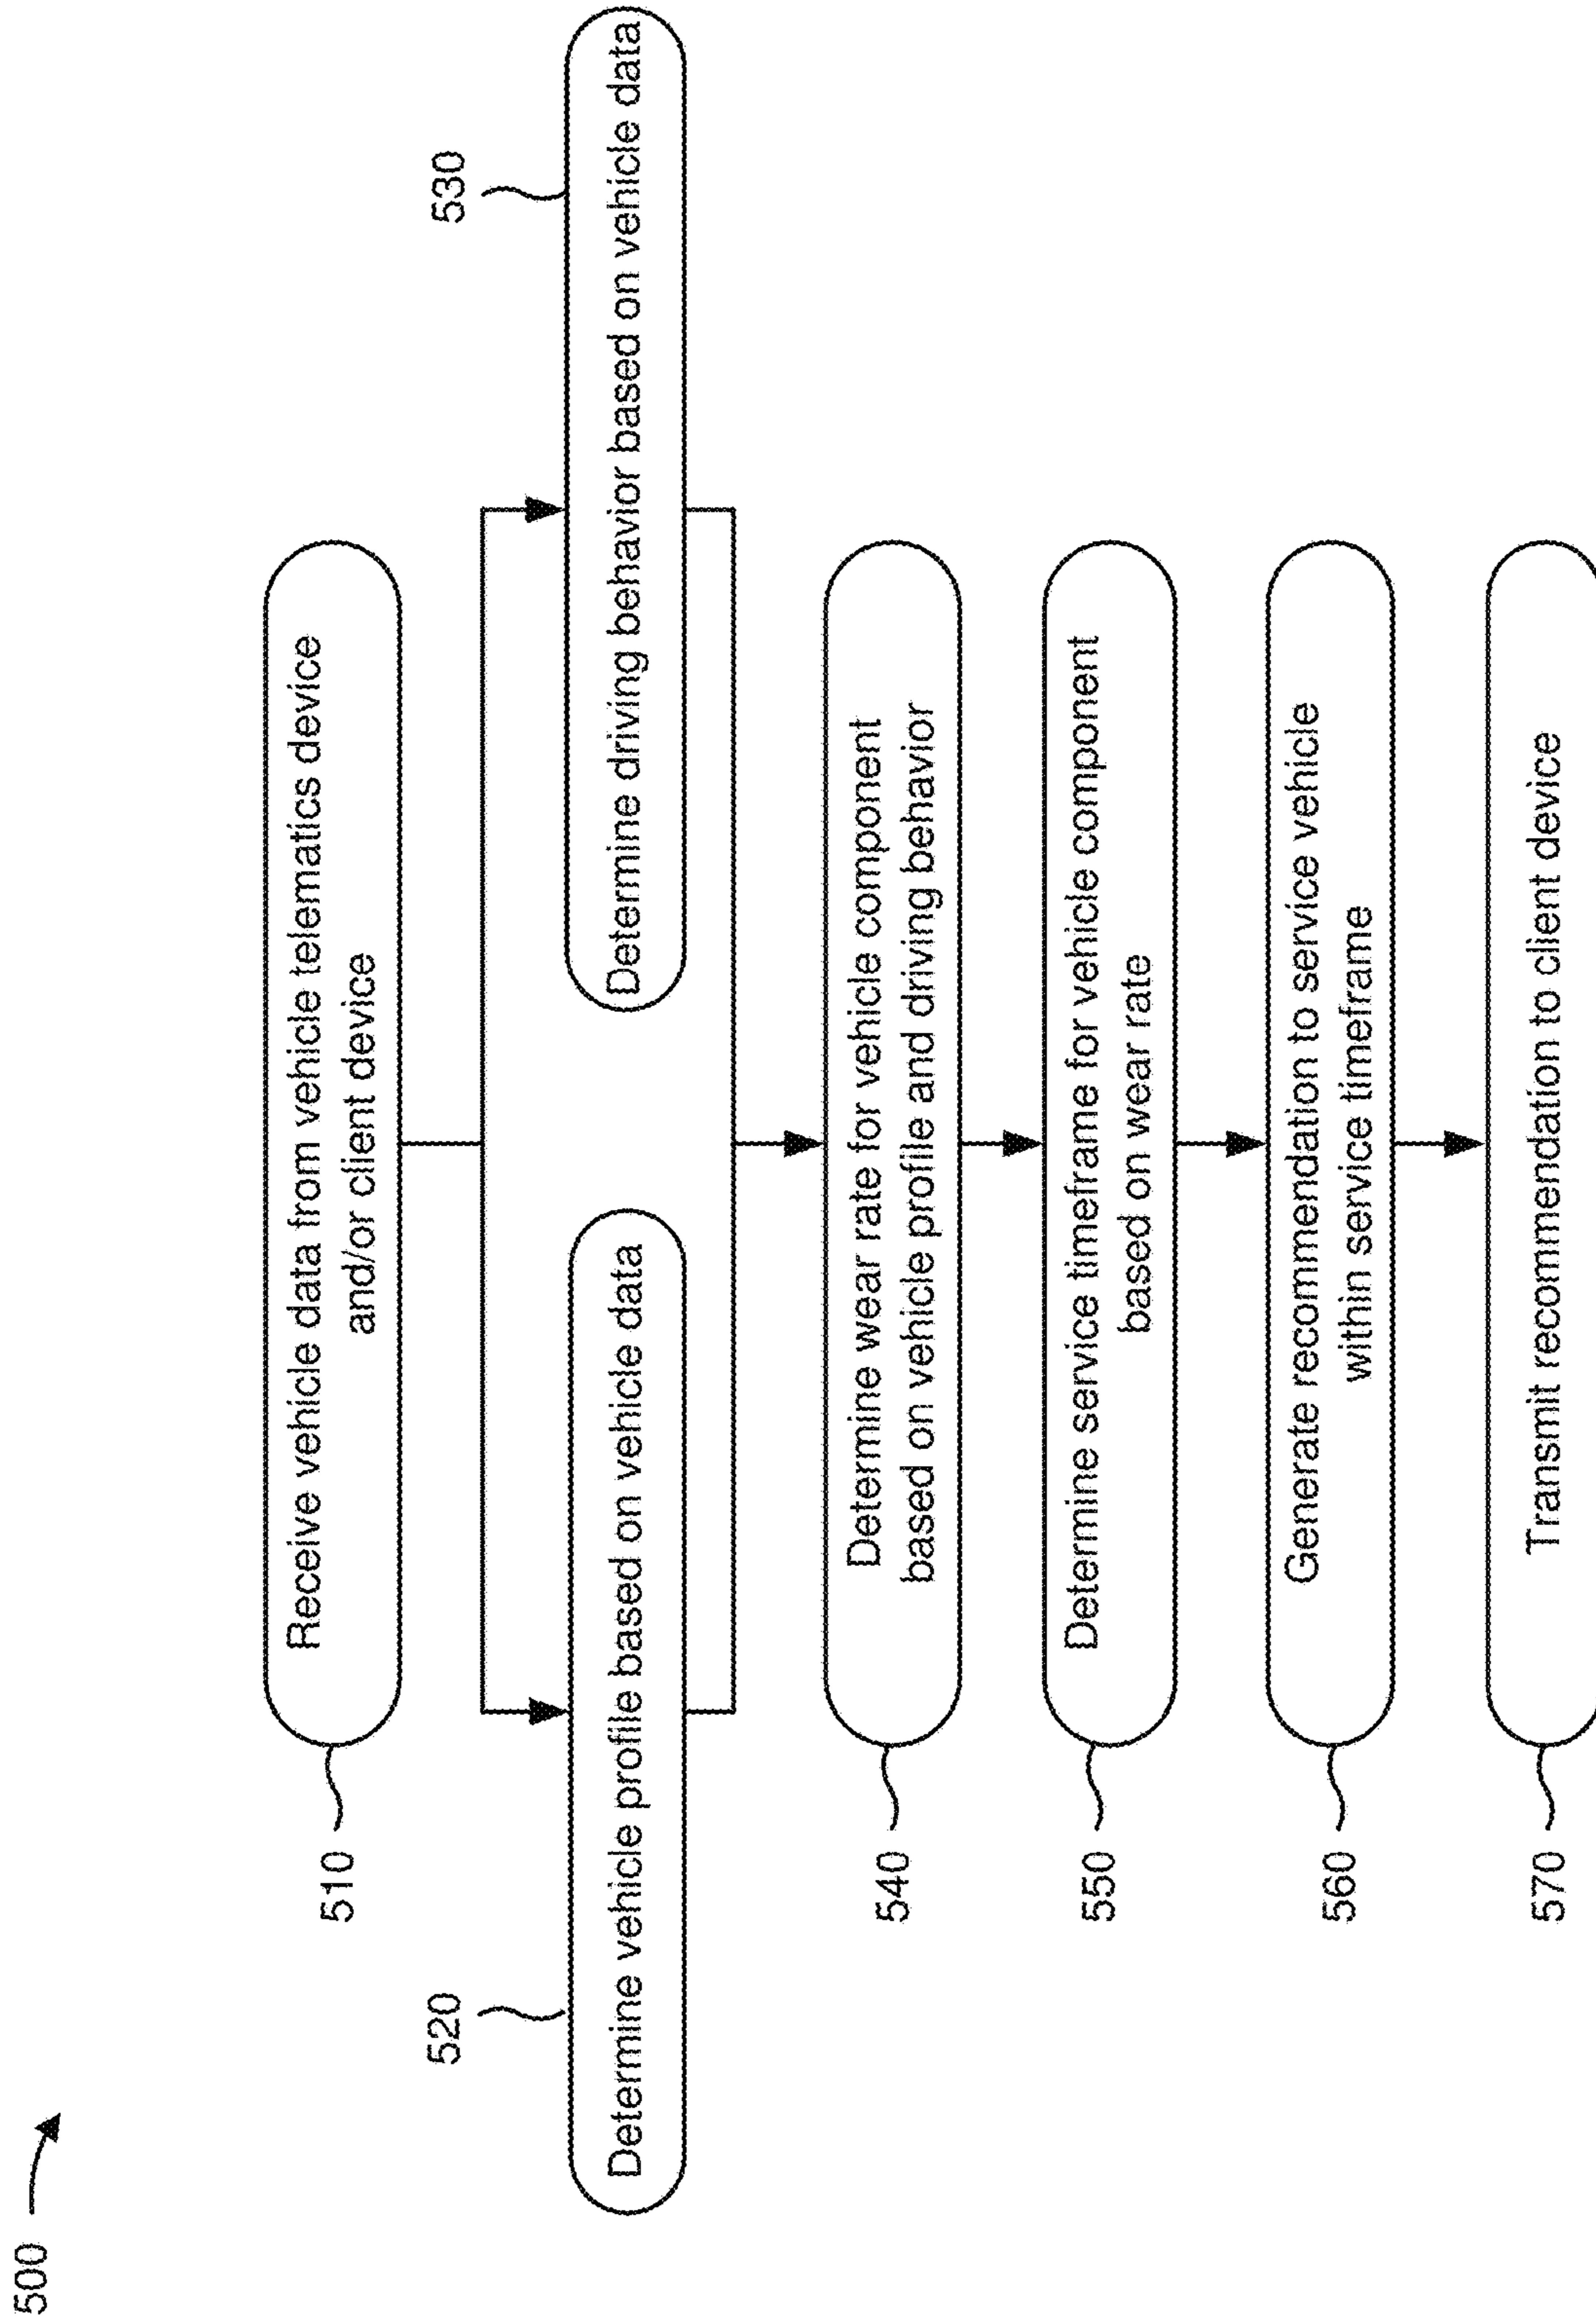 500
510
Receive vehicle data from vehicle telematics device
and/or client device
520
Determine vehicle profile based on vehicle data
530
Determine driving behavior based on vehicle data
540
Determine wear rate for vehicle component
based on vehicle profile and driving behavior
550
Determine service timeframe for vehicle component
based on wear rate
560
Generate recommendation to service vehicle
within service timeframe
570
Transmit recommendation to client device